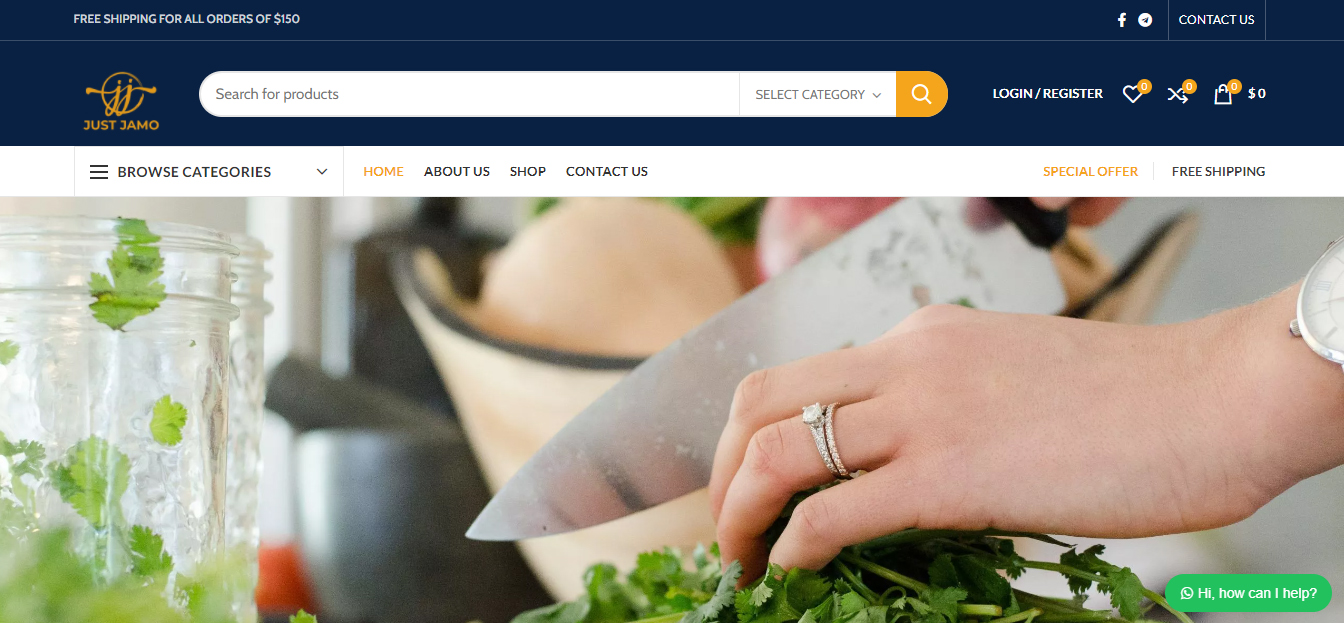 FREE SHIPPING FOR ALL ORDERS OF $150
CONTACT US
JUST JAMO
Search for products
SELECT CATEGORY
LOGIN / REGISTER
0
0
0
$ 0
BROWSE CATEGORIES
HOME
ABOUT US
SHOP
CONTACT US
SPECIAL OFFER
FREE SHIPPING
Hi, how can I help?